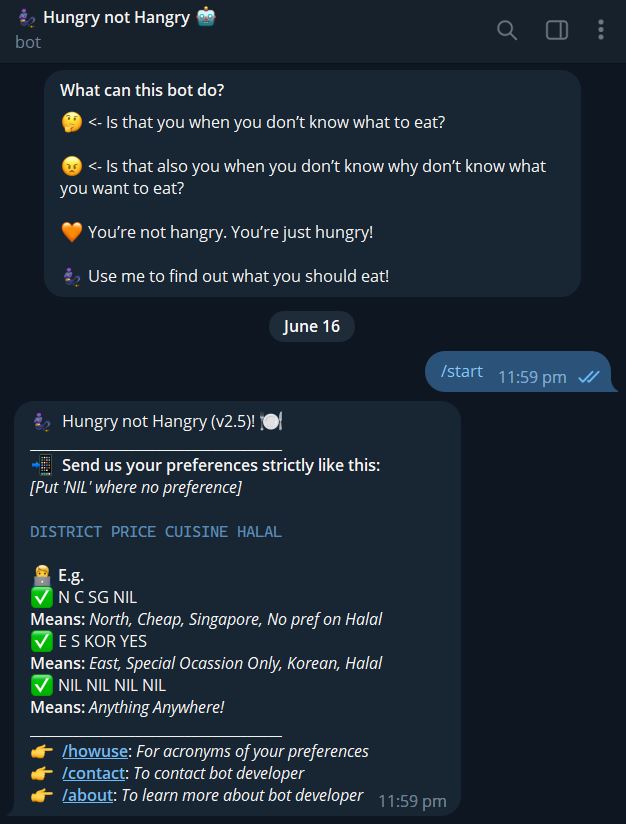 Hungry not Hangry 🤖
bot
What can this bot do?
🤔 <- Is that you when you don't know what to eat?
😠 <- Is that also you when you don't know why don't know what
you want to eat?
🧡 You're not hangry. You're just hungry!
🧞‍♂️ Use me to find out what you should eat!
June 16
/start 11:59 pm
🧞‍♂️ Hungry not Hangry (v2.5)! 🍽️
📲 Send us your preferences strictly like this:
[Put 'NIL' where no preference]
DISTRICT PRICE CUISINE HALAL
👨‍💻 E.g.
✅ N C SG NIL
Means: North, Cheap, Singapore, No pref on Halal
✅ E S KOR YES
Means: East, Special Ocassion Only, Korean, Halal
✅ NIL NIL NIL NIL
Means: Anything Anywhere!
👉 /howuse: For acronyms of your preferences
👉 /contact: To contact bot developer
👉 /about: To learn more about bot developer 11:59 pm